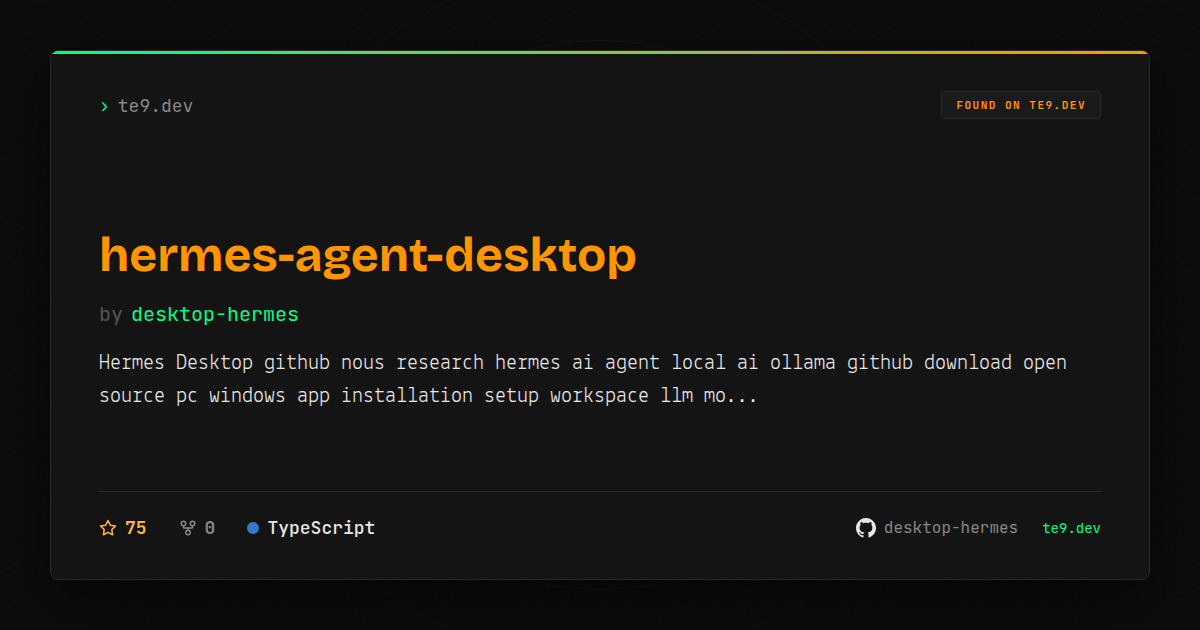 › te9.dev
FOUND ON TE9.DEV
hermes-agent-desktop
by desktop-hermes
Hermes Desktop github nous research hermes ai agent local ai ollama github download open
source pc windows app installation setup workspace llm mo...
75 0 TypeScript
desktop-hermes te9.dev